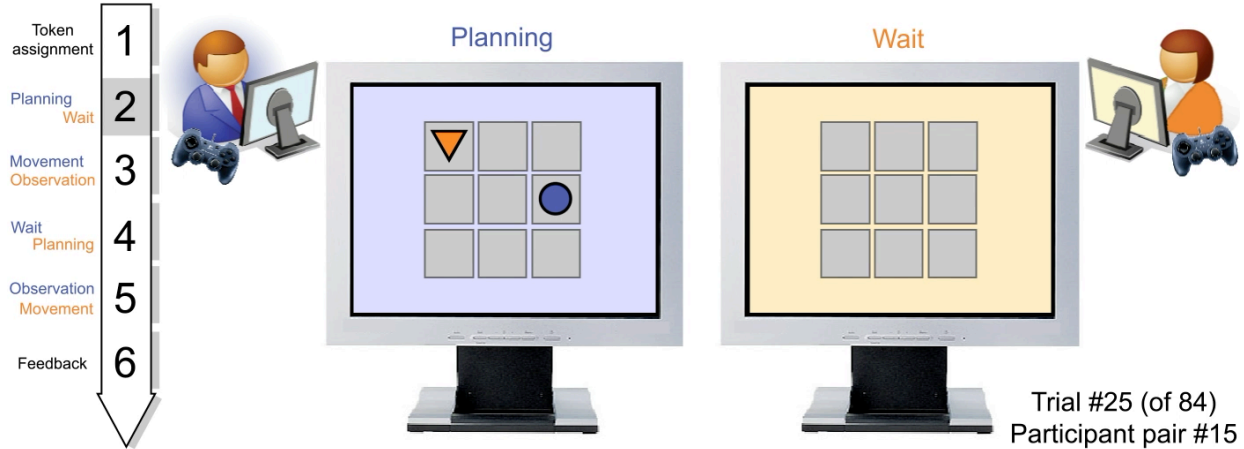 Token
assignment
1
Planning
Wait
2
Movement
Observation
3
Wait
Planning
4
Observation
Movement
5
Feedback
6
Planning
Wait
Trial #25 (of 84)
Participant pair #15